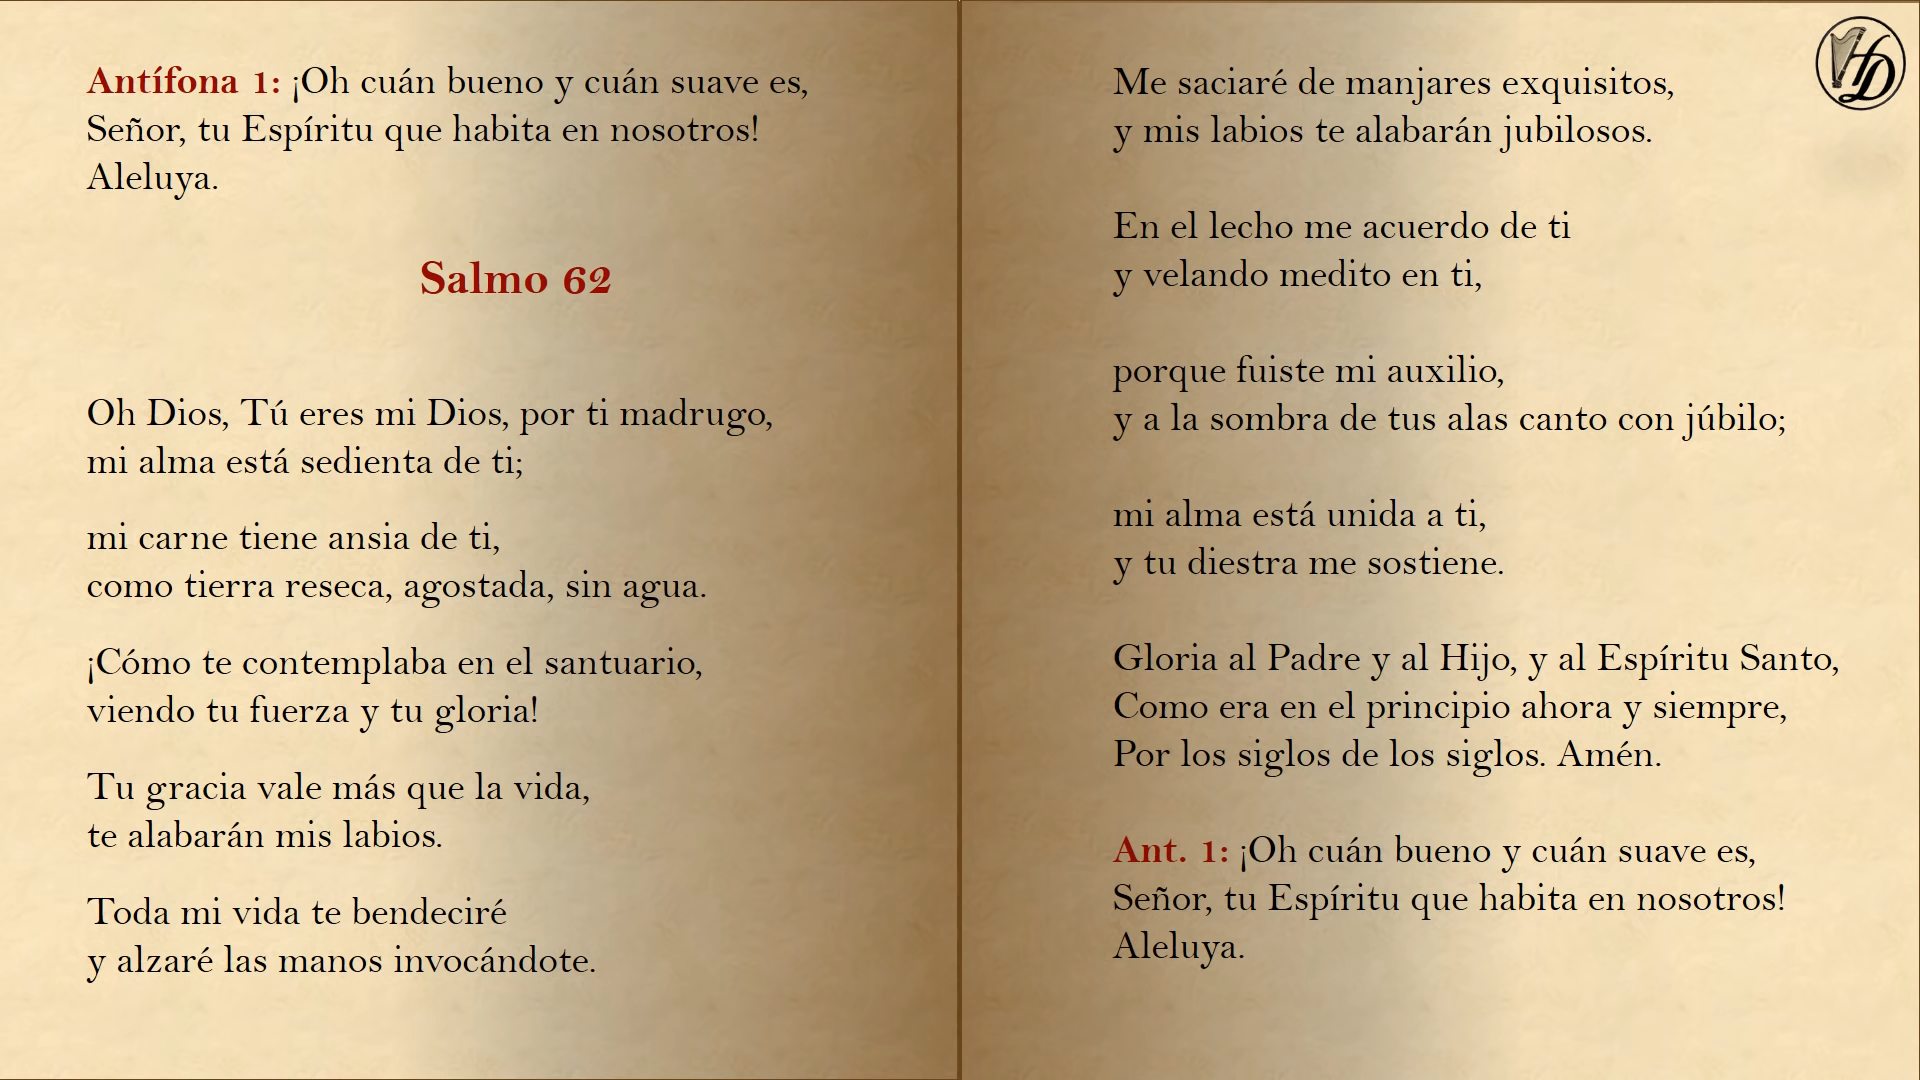 Antífona 1: ¡Oh cuán bueno y cuán suave es,
Señor, tu Espíritu que habita en nosotros!
Aleluya.
Salmo 62
Oh Dios, Tú eres mi Dios, por ti madrugo,
mi alma está sedienta de ti;
mi carne tiene ansia de ti,
como tierra reseca, agostada, sin agua.
¡Cómo te contemplaba en el santuario,
viendo tu fuerza y tu gloria!
Tu gracia vale más que la vida,
te alabarán mis labios.
Toda mi vida te bendeciré
y alzaré las manos invocándote.
Me saciaré de manjares exquisitos,
y mis labios te alabarán jubilosos.
En el lecho me acuerdo de ti
y velando medito en ti,
porque fuiste mi auxilio,
y a la sombra de tus alas canto con júbilo;
mi alma está unida a ti,
y tu diestra me sostiene.
Gloria al Padre y al Hijo, y al Espíritu Santo,
Como era en el principio ahora y siempre,
Por los siglos de los siglos. Amén.
Ant. 1: ¡Oh cuán bueno y cuán suave es,
Señor, tu Espíritu que habita en nosotros!
Aleluya.
HD